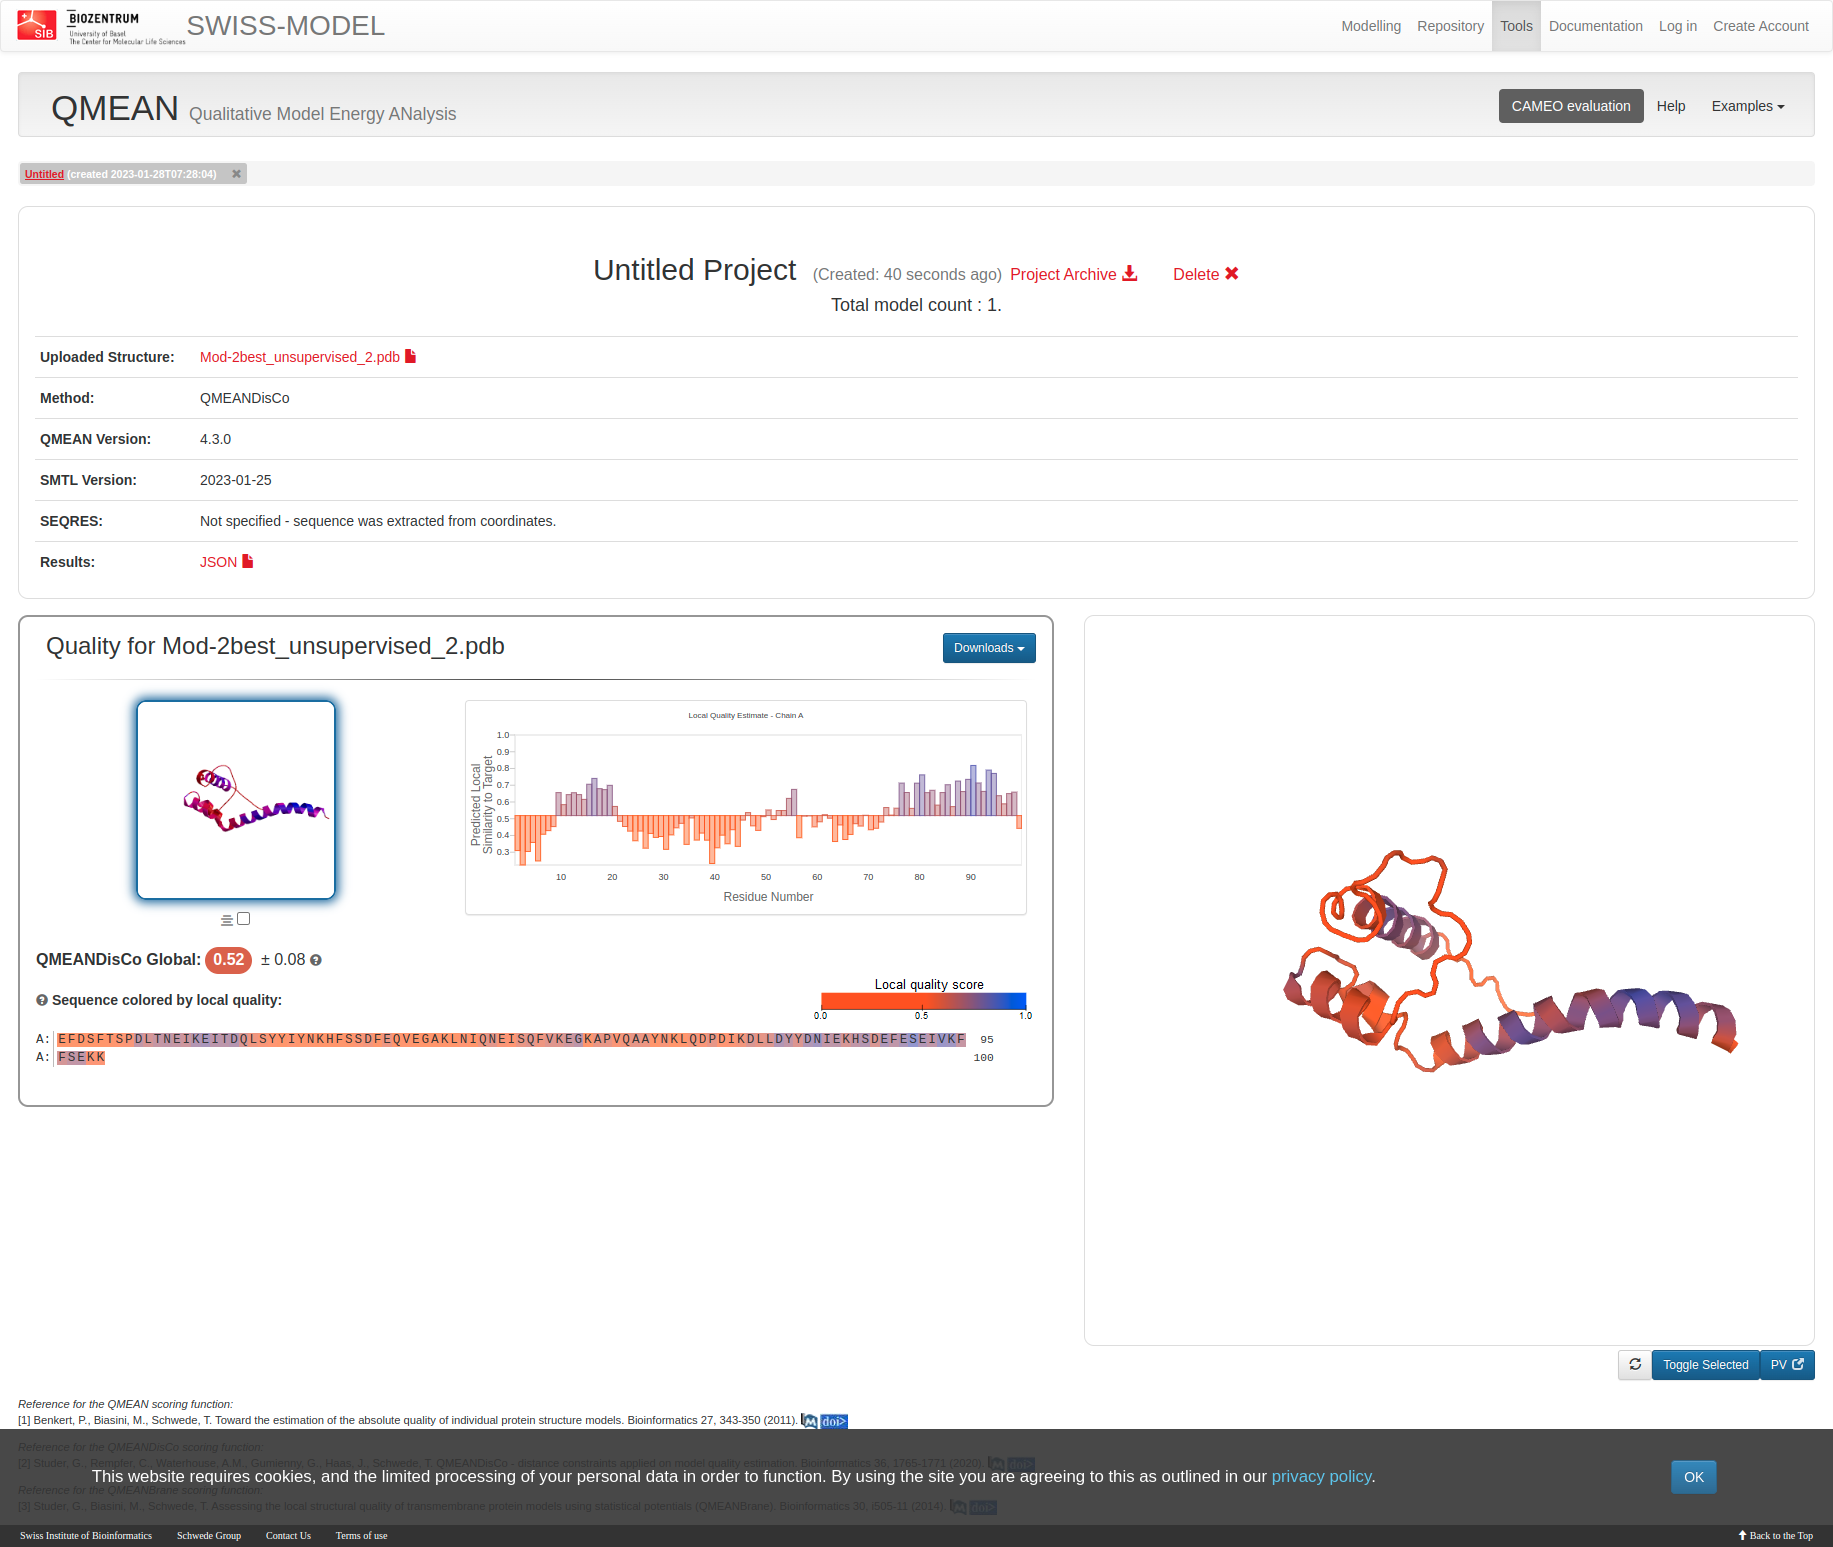 SIB
BIOZENTRUM
University of Basel
The Center for Molecular Life Sciences
SWISS-MODEL
Modelling Repository Tools Documentation Log in Create Account
QMEAN Qualitative Model Energy ANalysis
CAMEO evaluation Help Examples
Untitled (created 2023-01-28T07:28:04)
Untitled Project (Created: 40 seconds ago) Project Archive Delete
Total model count : 1.
Uploaded Structure: Mod-2best_unsupervised_2.pdb
Method: QMEANDisCo
QMEAN Version: 4.3.0
SMTL Version: 2023-01-25
SEQRES: Not specified - sequence was extracted from coordinates.
Results: JSON
Quality for Mod-2best_unsupervised_2.pdb
Downloads
Local Quality Estimate - Chain A
Predicted Local
Similarity to Target
1.0
0.9
0.8
0.7
0.6
0.5
0.4
0.3
10 20 30 40 50 60 70 80 90
Residue Number
QMEANDisCo Global: 0.52 ± 0.08
Sequence colored by local quality:
Local quality score
0.0 0.5 1.0
A: EFDSFTSPDLTNEIKEITDQLSYYIYNKHFSSDFEQVEGAKLNIQNEISQFVKEGKAPVQAAYNKLQDPDIKDLLDYYDNIEKHSDEFESEIVKF 95
A: FSEKK 100
Toggle Selected
PV
Reference for the QMEAN scoring function:
[1] Benkert, P., Biasini, M., Schwede, T. Toward the estimation of the absolute quality of individual protein structure models. Bioinformatics 27, 343-350 (2011). doi>
Reference for the QMEANDisCo scoring function:
[2] Studer, G., Rempfer, C., Waterhouse, A.M., Gumienny, G., Haas, J., Schwede, T. QMEANDisCo - distance constraints applied on model quality estimation. Bioinformatics 36, 1765-1771 (2020). doi>
This website requires cookies, and the limited processing of your personal data in order to function. By using the site you are agreeing to this as outlined in our privacy policy.
OK
Reference for the QMEANBrane scoring function:
[3] Studer, G., Biasini, M., Schwede, T. Assessing the local structural quality of transmembrane protein models using statistical potentials (QMEANBrane). Bioinformatics 30, i505-11 (2014). doi>
Swiss Institute of Bioinformatics Schwede Group Contact Us Terms of use
Back to the Top